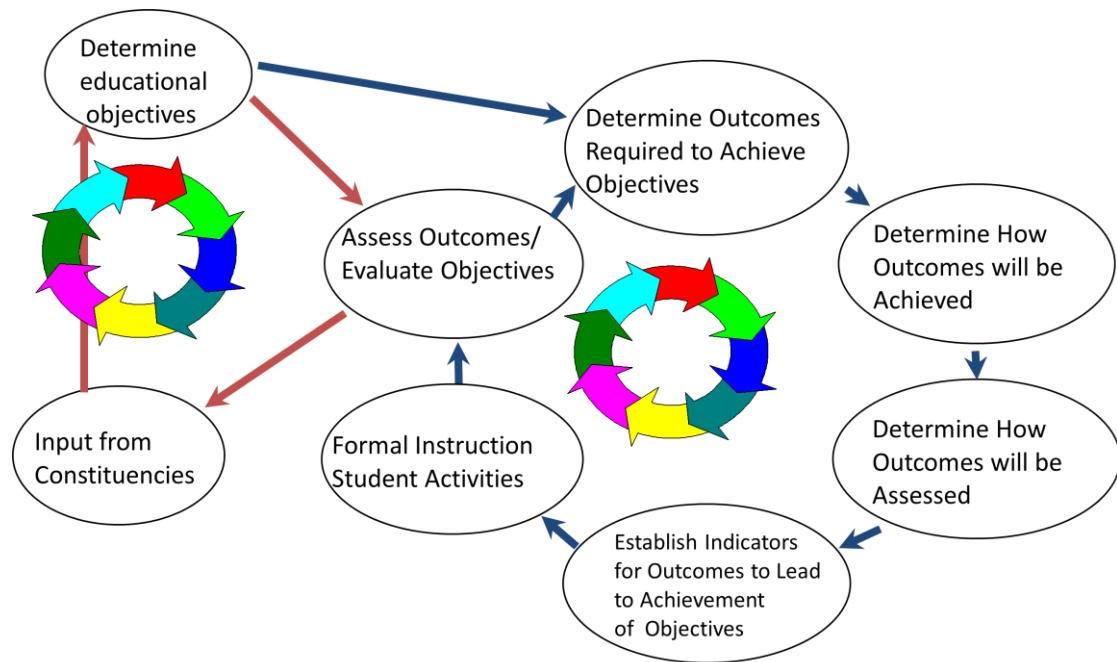 Determine
educational
objectives
Determine Outcomes
Required to Achieve
Objectives
Assess Outcomes/
Evaluate Objectives
Determine How
Outcomes will be
Achieved
Input from
Constituencies
Formal Instruction
Student Activities
Determine How
Outcomes will be
Assessed
Establish Indicators
for Outcomes to Lead
to Achievement
of Objectives